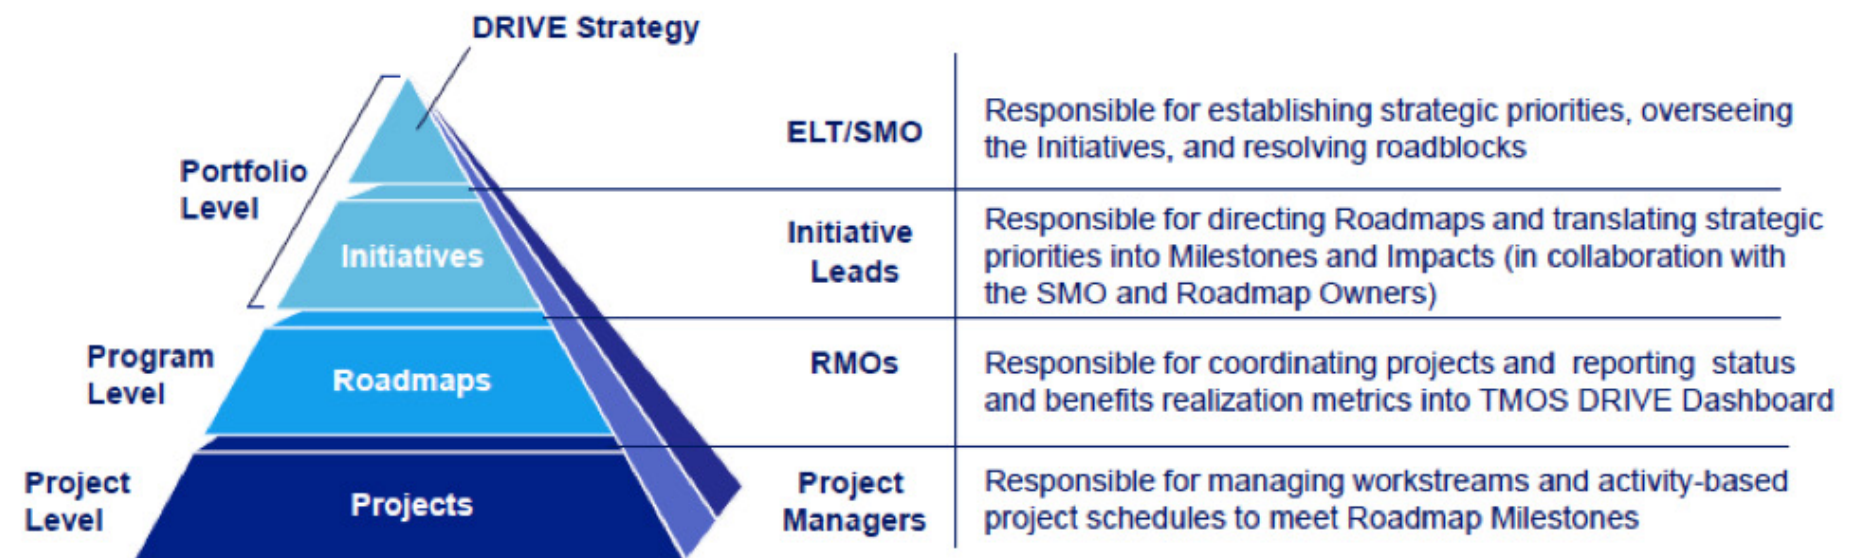 DRIVE Strategy
Portfolio
Level
ELT/SMO
Responsible for establishing strategic priorities, overseeing
the Initiatives, and resolving roadblocks
Initiatives
Initiative
Leads
Responsible for directing Roadmaps and translating strategic
priorities into Milestones and Impacts (in collaboration with
the SMO and Roadmap Owners)
Program
Level
Roadmaps
RMOs
Responsible for coordinating projects and reporting status
and benefits realization metrics into TMOS DRIVE Dashboard
Project
Level
Projects
Project
Managers
Responsible for managing workstreams and activity-based
project schedules to meet Roadmap Milestones